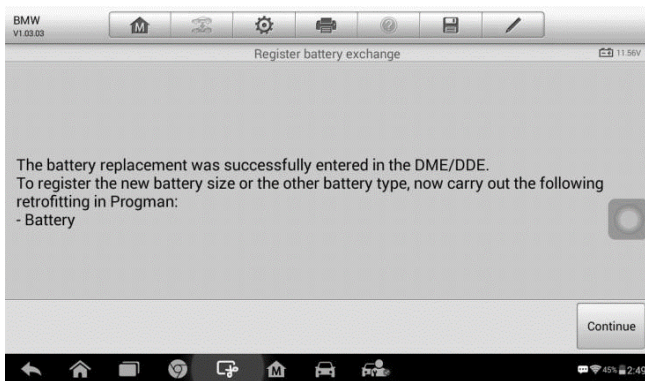 BMW
V1.03.03
Register battery exchange
11.56V
The battery replacement was successfully entered in the DME/DDE.
To register the new battery size or the other battery type, now carry out the following
retrofitting in Progman:
- Battery
Continue
45%
2:49